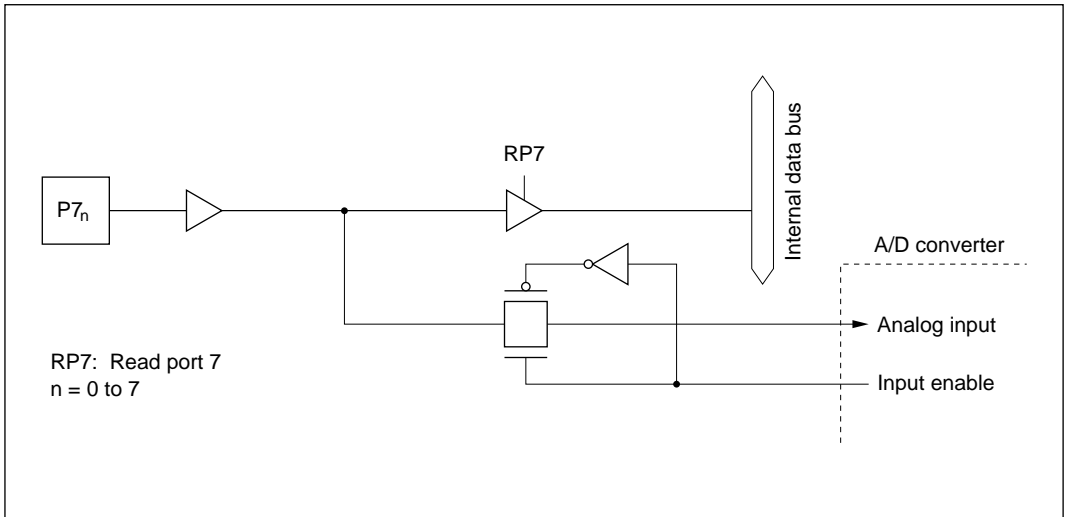 RP7
P7n
Internal data bus
A/D converter
Analog input
Input enable
RP7: Read port 7
n = 0 to 7